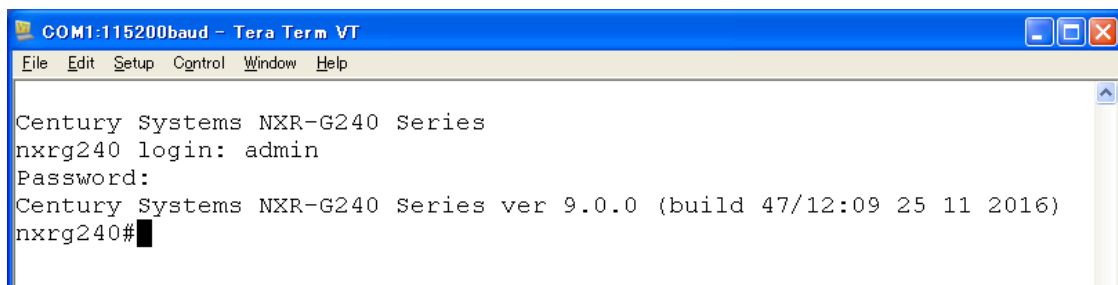 COM1:115200baud - Tera Term VT
File Edit Setup Control Window Help
Century Systems NXR-G240 Series
nxrg240 login: admin
Password:
Century Systems NXR-G240 Series ver 9.0.0 (build 47/12:09 25 11 2016)
nxrg240#